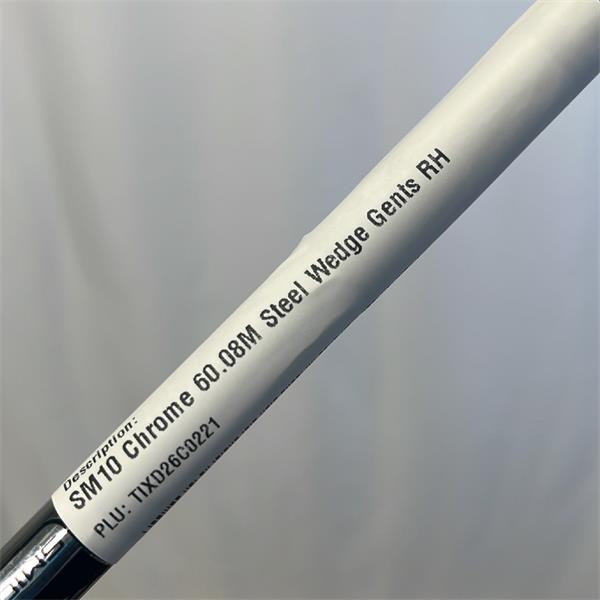 Description:
SM10 Chrome 60.08M Steel Wedge Gents RH
PLU: TIXD26C0221